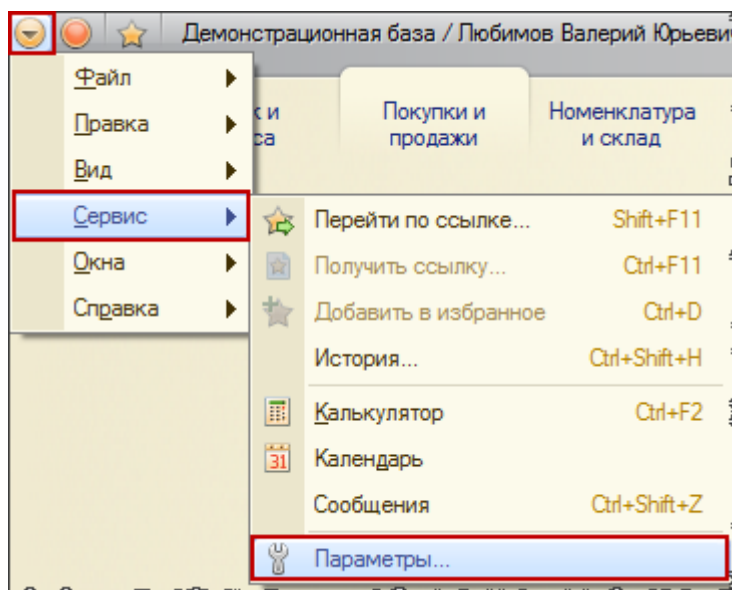 Демонстрационная база / Любимов Валерий Юрьеви
Файл
Правка
Вид
Сервис
Окна
Справка
Покупки и
продажи
Номенклатура
и склад
Перейти по ссылке... Shift+F11
Получить ссылку... Ctrl+F11
Добавить в избранное Ctrl+D
История... Ctrl+Shift+H
Калькулятор Ctrl+F2
31 Календарь
Сообщения Ctrl+Shift+Z
Параметры...